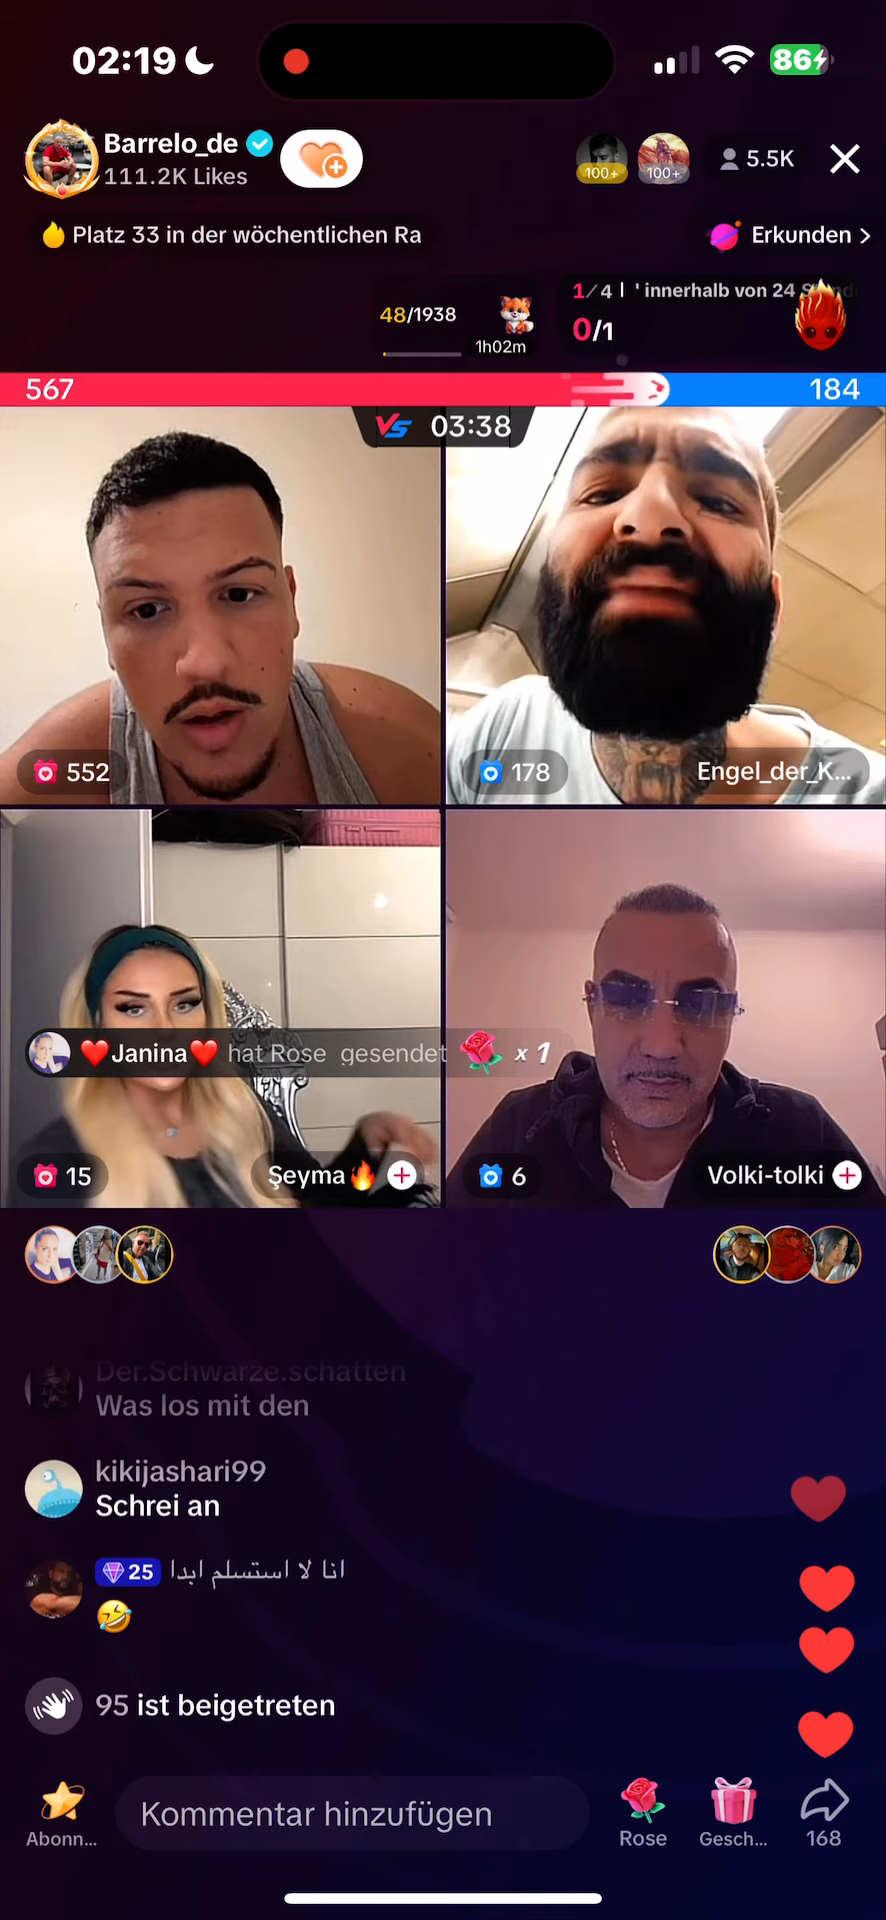 02:19
86
Barrelo_de
111.2K Likes
100+
100+
5.5K
Platz 33 in der wöchentlichen Ra
Erkunden >
48/1938
1h02m
1/4 | ' innerhalb von 24
0/1
567
VS 03:38
184
552
178
Engel_der_K...
❤️Janina❤️ hat Rose gesendet x 1
15
Şeyma🔥
6
Volki-tolki
Der.Schwarze.schatten
Was los mit den
kikijashari99
Schrei an
25 انا لا استسلم ابدا
🤣
95 ist beigetreten
Abonn...
Kommentar hinzufügen
Rose
Gesch...
168